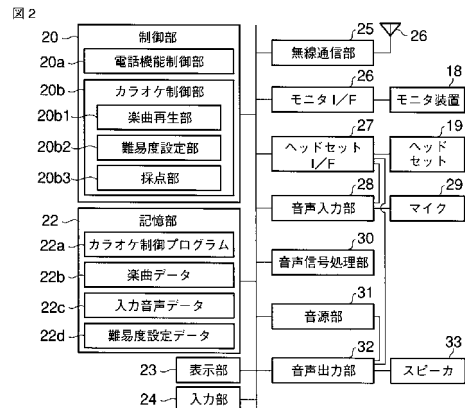 図2
20
制御部
20a
電話機能制御部
20b
カラオケ制御部
20b1
楽曲再生部
20b2
難易度設定部
20b3
採点部
22
記憶部
22a
カラオケ制御プログラム
22b
楽曲データ
22c
入力音声データ
22d
難易度設定データ
23
表示部
24
入力部
25
無線通信部
26
26
モニタ I/F
18
モニタ装置
27
ヘッドセット
I/F
19
ヘッド
セット
28
音声入力部
29
マイク
30
音声信号処理部
31
音源部
32
音声出力部
33
スピーカ